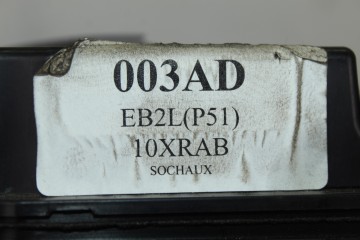 003AD
EB2L(P51)
10XRAB
SOCHAUX